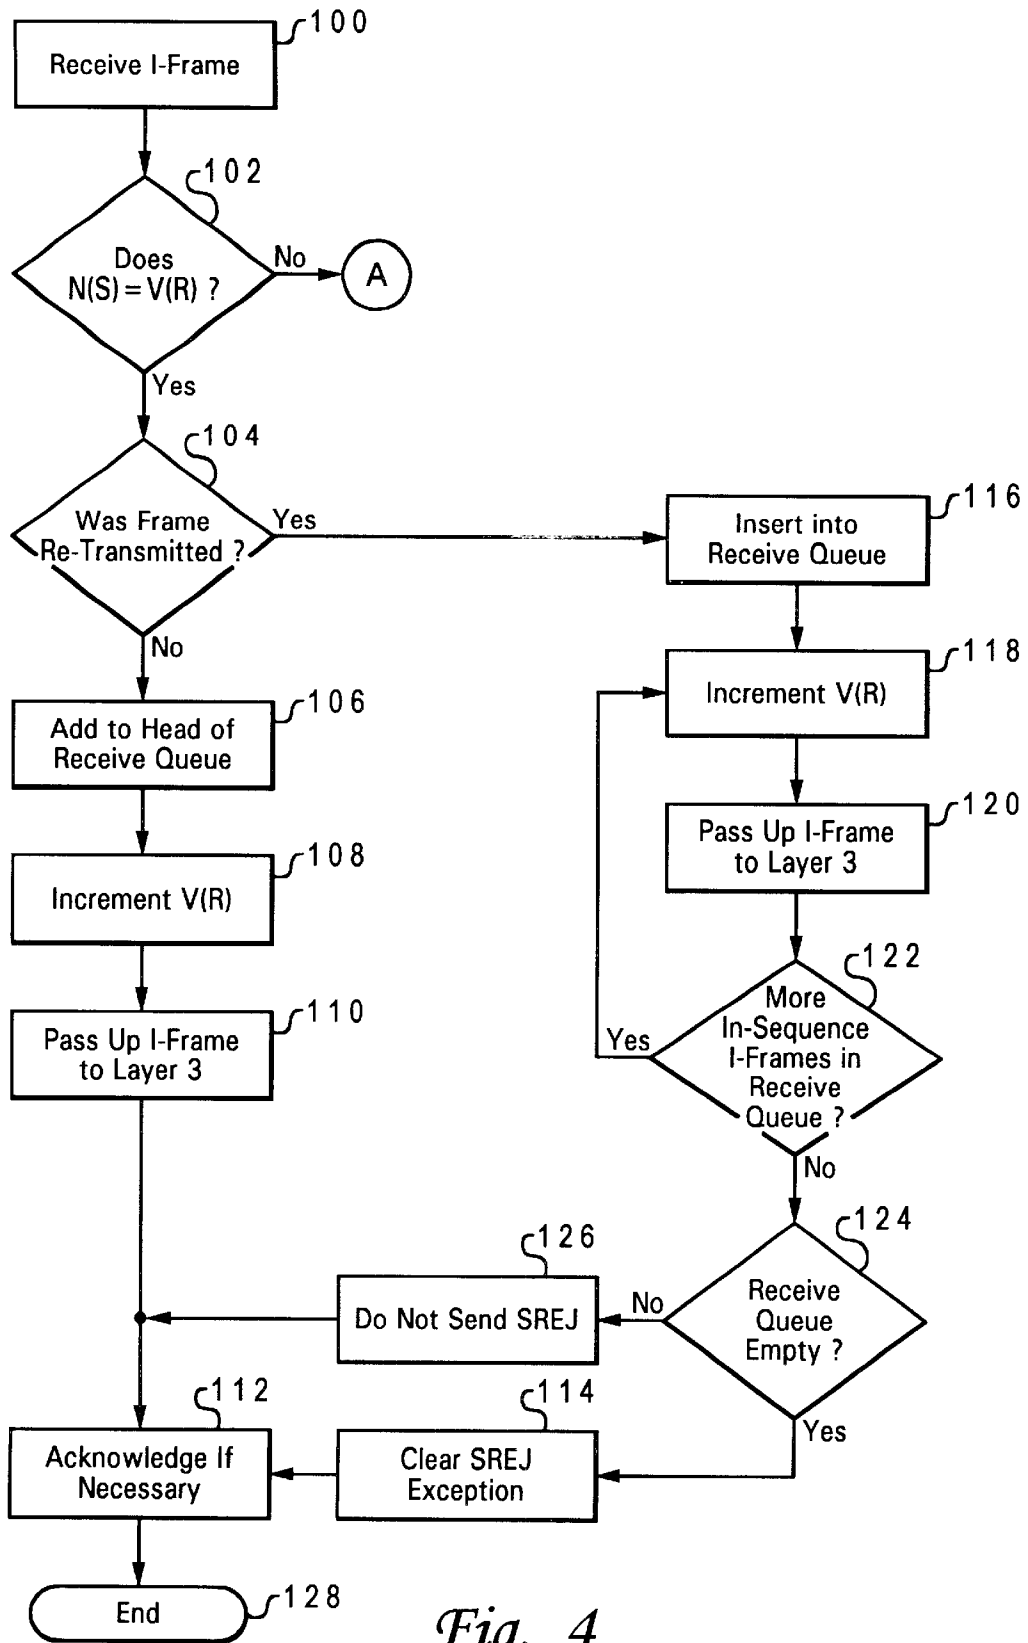 100
Receive I-Frame
102
Does
N(S)=V(R) ?
No
A
Yes
104
Was Frame
Re-Transmitted ?
Yes
No
116
Insert into
Receive Queue
118
Increment V(R)
106
Add to Head of
Receive Queue
120
Pass Up I-Frame
to Layer 3
108
Increment V(R)
122
More
In-Sequence
I-Frames in
Receive
Queue ?
Yes
No
110
Pass Up I-Frame
to Layer 3
124
Receive
Queue
Empty ?
No
Yes
126
Do Not Send SREJ
112
Acknowledge If
Necessary
114
Clear SREJ
Exception
End
128
Fig. 4